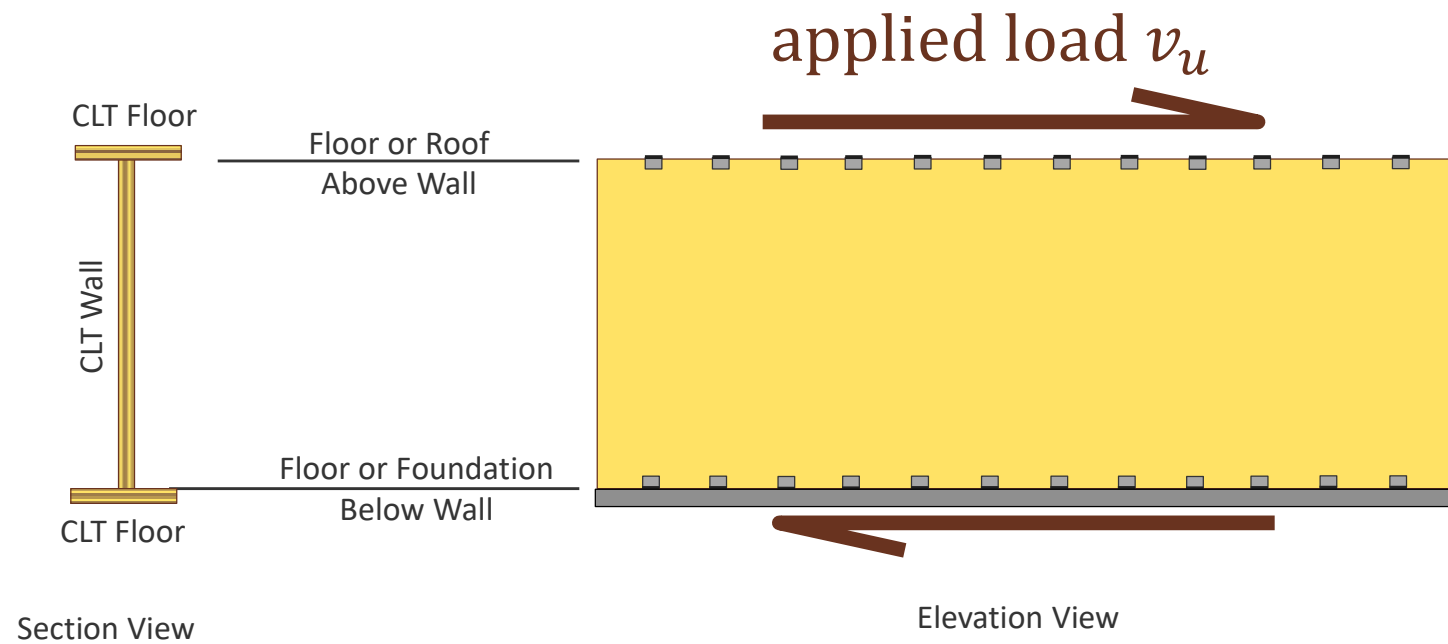 applied load v_u
CLT Floor
Floor or Roof
Above Wall
CLT Wall
Floor or Foundation
Below Wall
CLT Floor
Section View
Elevation View